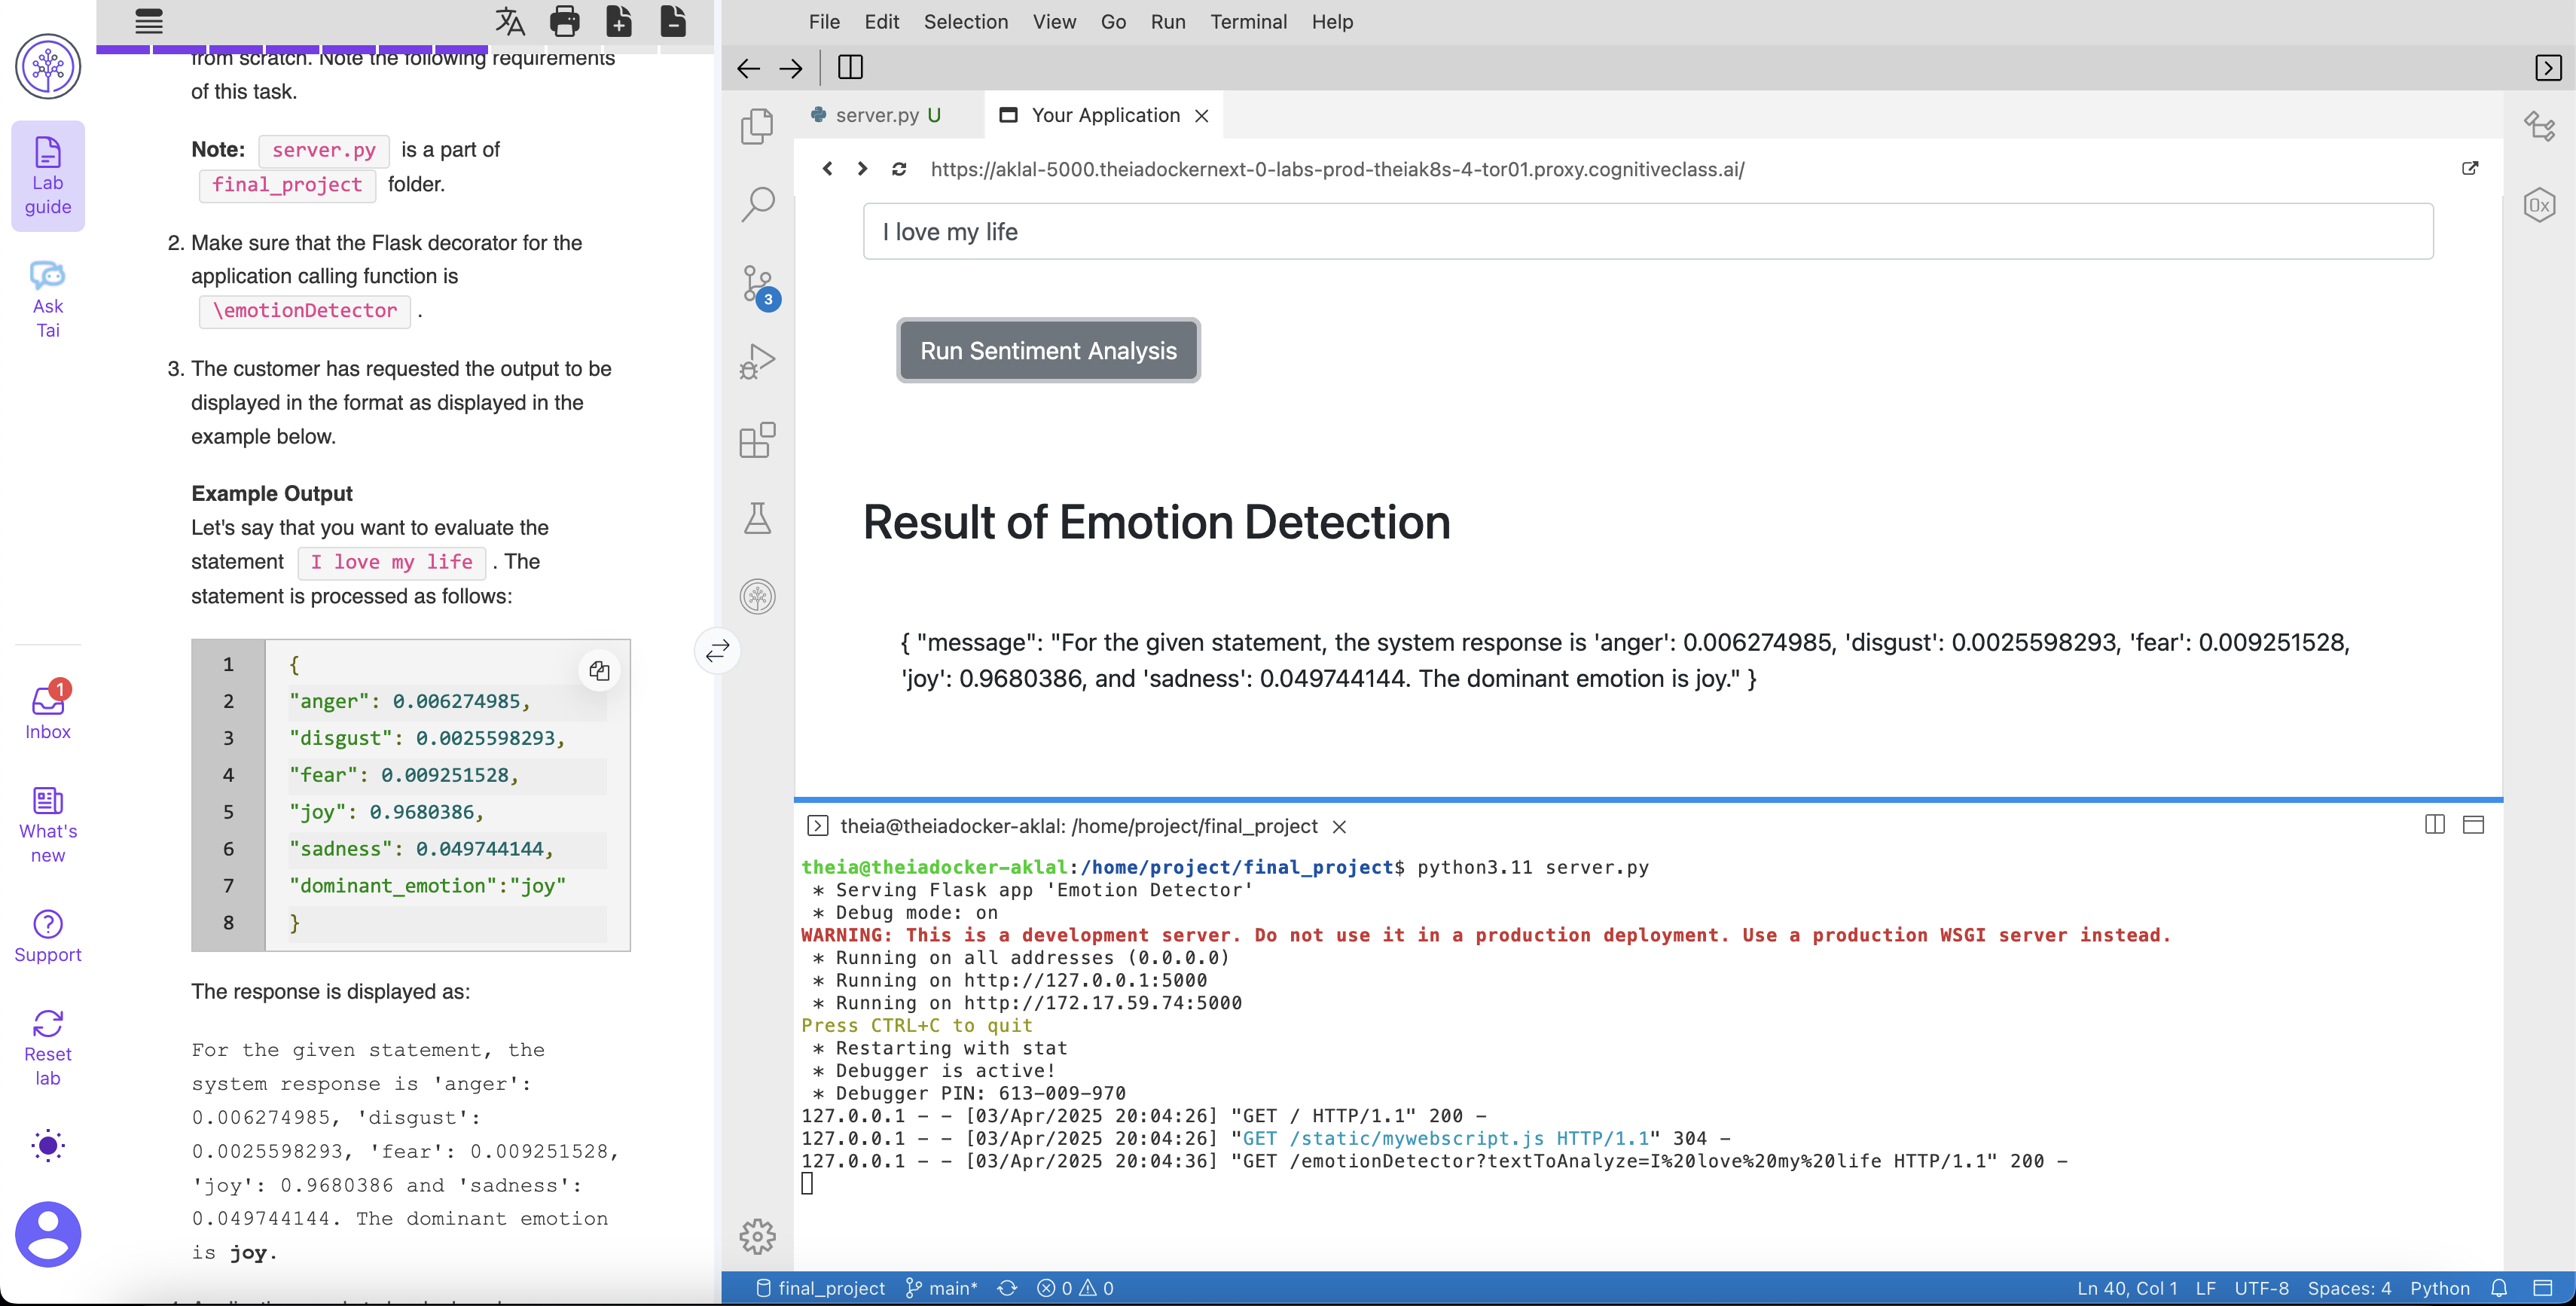 File Edit Selection View Go Run Terminal Help
Lab
guide
Ask
Tai
1
Inbox
What's
new
Support
Reset
lab
from scratch. Note the following requirements
of this task.
Note: server.py is a part of
final_project folder.
2. Make sure that the Flask decorator for the
application calling function is
\emotionDetector .
3. The customer has requested the output to be
displayed in the format as displayed in the
example below.
Example Output
Let's say that you want to evaluate the
statement I love my life . The
statement is processed as follows:
1 {
2 "anger": 0.006274985,
3 "disgust": 0.0025598293,
4 "fear": 0.009251528,
5 "joy": 0.9680386,
6 "sadness": 0.049744144,
7 "dominant_emotion":"joy"
8 }
The response is displayed as:
For the given statement, the
system response is 'anger':
0.006274985, 'disgust':
0.0025598293, 'fear': 0.009251528,
'joy': 0.9680386 and 'sadness':
0.049744144. The dominant emotion
is joy.
3
server.py U Your Application
https://aklal-5000.theiadockernext-0-labs-prod-theiak8s-4-tor01.proxy.cognitiveclass.ai/
0x
I love my life
Run Sentiment Analysis
Result of Emotion Detection
{ "message": "For the given statement, the system response is 'anger': 0.006274985, 'disgust': 0.0025598293, 'fear': 0.009251528,
'joy': 0.9680386, and 'sadness': 0.049744144. The dominant emotion is joy." }
theia@theiadocker-aklal: /home/project/final_project
theia@theiadocker-aklal:/home/project/final_project$ python3.11 server.py
* Serving Flask app 'Emotion Detector'
* Debug mode: on
WARNING: This is a development server. Do not use it in a production deployment. Use a production WSGI server instead.
* Running on all addresses (0.0.0.0)
* Running on http://127.0.0.1:5000
* Running on http://172.17.59.74:5000
Press CTRL+C to quit
* Restarting with stat
* Debugger is active!
* Debugger PIN: 613-009-970
127.0.0.1 - - [03/Apr/2025 20:04:26] "GET / HTTP/1.1" 200 -
127.0.0.1 - - [03/Apr/2025 20:04:26] "GET /static/mywebscript.js HTTP/1.1" 304 -
127.0.0.1 - - [03/Apr/2025 20:04:36] "GET /emotionDetector?textToAnalyze=I%20love%20my%20life HTTP/1.1" 200 -
final_project main* 0 0 Ln 40, Col 1 LF UTF-8 Spaces: 4 Python